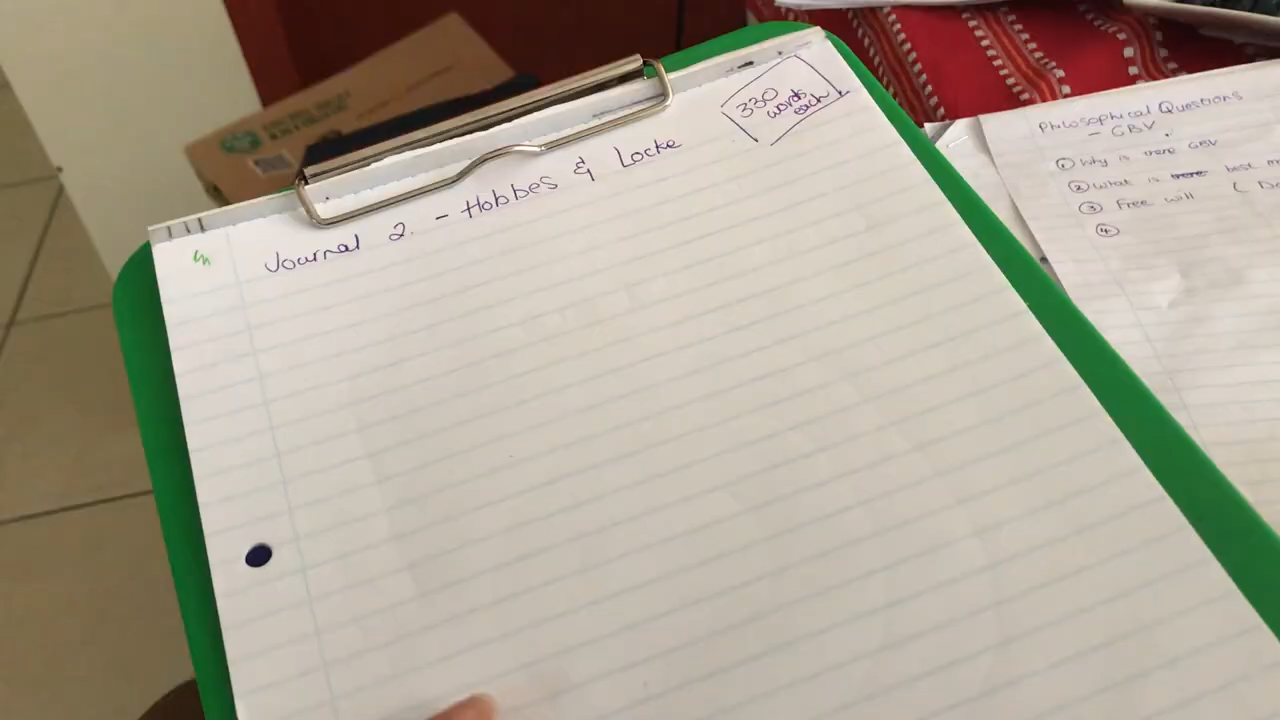 330
words
each
Journal 2. - Hobbes & Locke
Philosophical Questions
- GBV
① Why is there GBV
② What is best
③ Free will
④